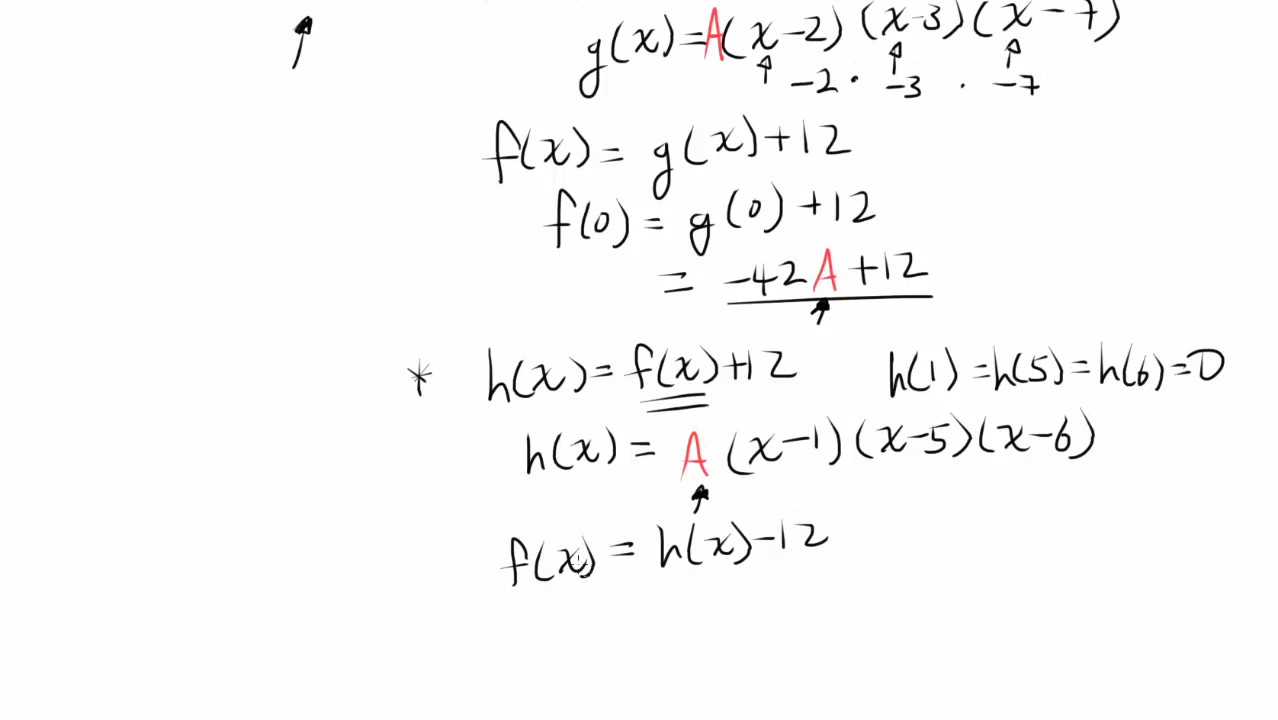 g(x)=A(x-2)(x-3)(x-7)
-2 · -3 · -7
f(x)= g(x)+12
f(0) = g(0)+12
= -42A+12
* h(x)=f(x)+12 h(1)=h(5)=h(6)=0
h(x) = A (x-1)(x-5)(x-6)
f(x) = h(x)-12